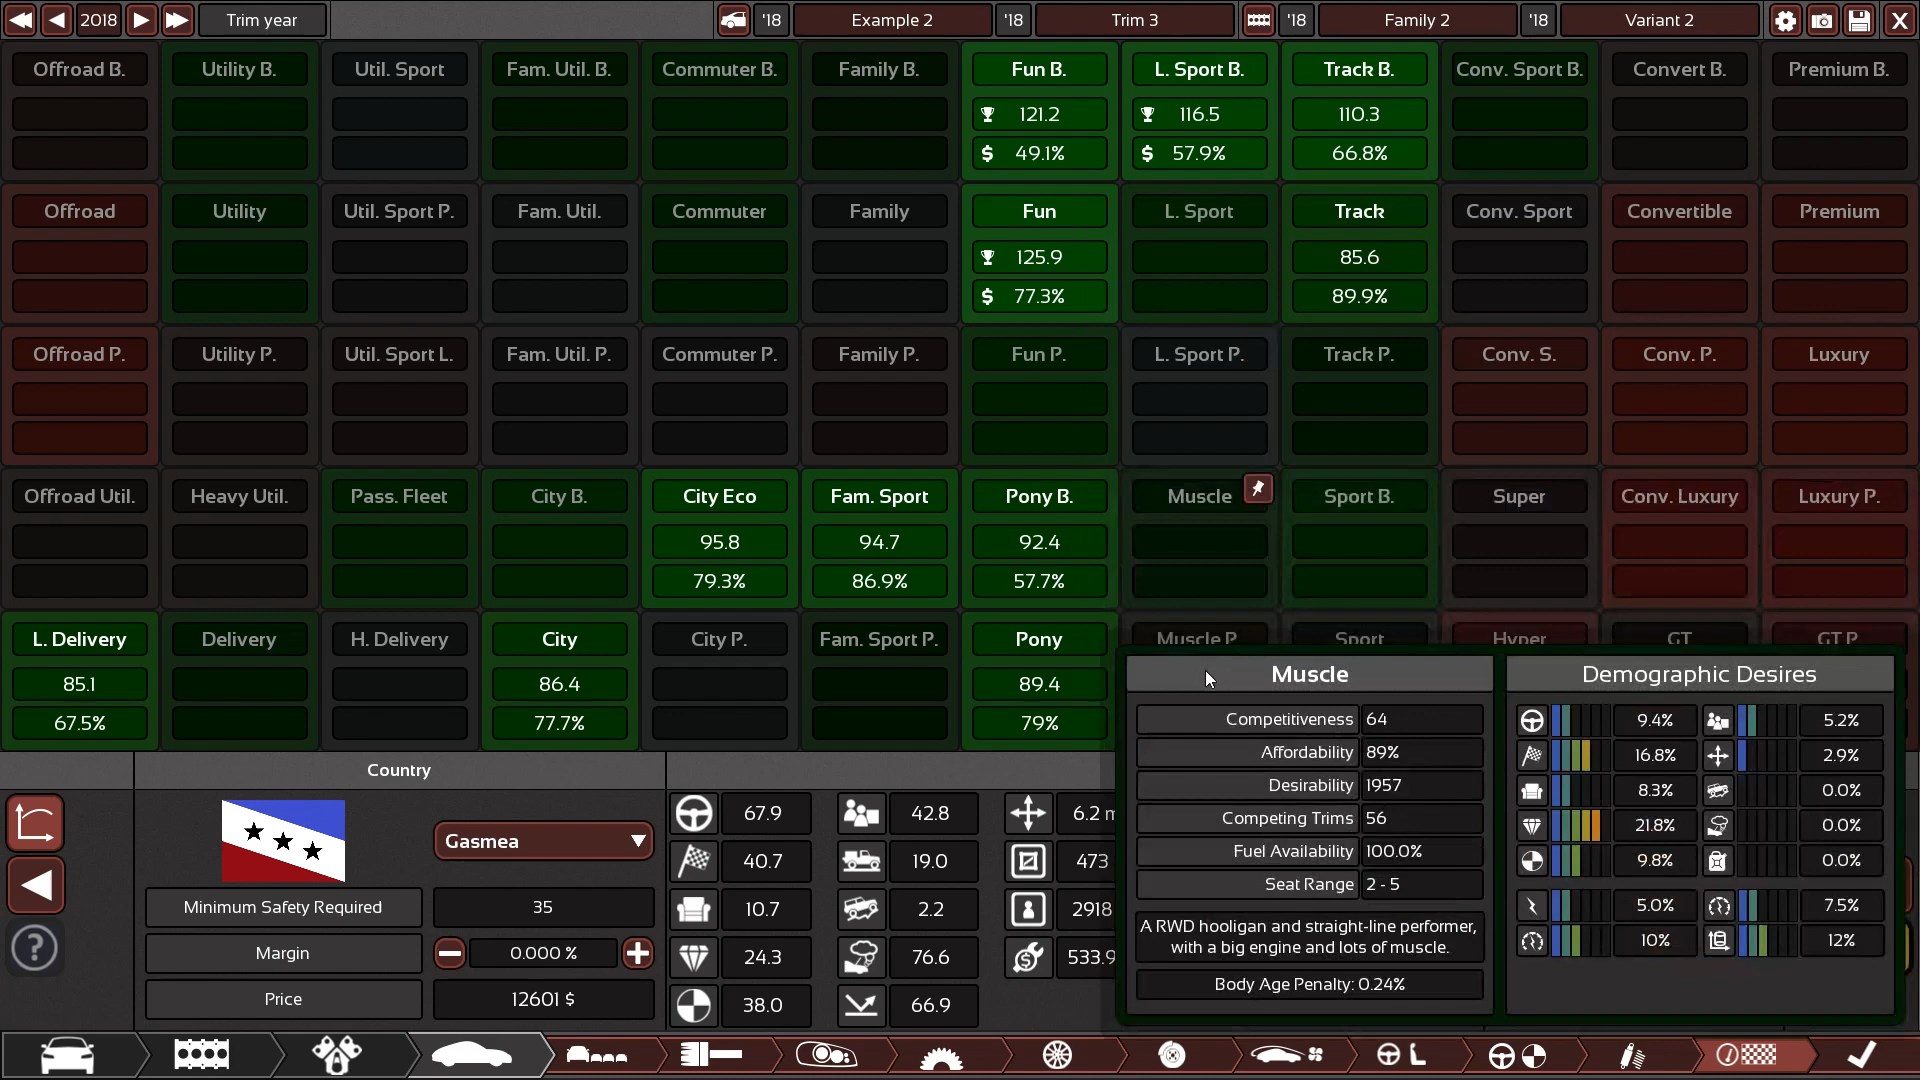 2018 Trim year '18 Example 2 '18 Trim 3 '18 Family 2 '18 Variant 2 X
Offroad B. Utility B. Util. Sport Fam. Util. B. Commuter B. Family B. Fun B. L. Sport B. Track B. Conv. Sport B. Convert B. Premium B.
121.2 116.5 110.3
$ 49.1% $ 57.9% 66.8%
Offroad Utility Util. Sport P. Fam. Util. Commuter Family Fun L. Sport Track Conv. Sport Convertible Premium
125.9 85.6
$ 77.3% 89.9%
Offroad P. Utility P. Util. Sport L. Fam. Util. P. Commuter P. Family P. Fun P. L. Sport P. Track P. Conv. S. Conv. P. Luxury
Offroad Util. Heavy Util. Pass. Fleet City B. City Eco Fam. Sport Pony B. Muscle Sport B. Super Conv. Luxury Luxury P.
95.8 94.7 92.4
79.3% 86.9% 57.7%
L. Delivery Delivery H. Delivery City City P. Fam. Sport P. Pony Muscle P. Sport Hyper GT GT P.
85.1 86.4 89.4
67.5% 77.7% 79%
Country
Gasmea
Minimum Safety Required 35
Margin 0.000 %
Price 12601 $
?
67.9 42.8 6.2 m
40.7 19.0 473
10.7 2.2 2918
24.3 76.6 533.9
38.0 66.9
Muscle
Competitiveness 64
Affordability 89%
Desirability 1957
Competing Trims 56
Fuel Availability 100.0%
Seat Range 2 - 5
A RWD hooligan and straight-line performer,
with a big engine and lots of muscle.
Body Age Penalty: 0.24%
Demographic Desires
9.4% 5.2%
16.8% 2.9%
8.3% 0.0%
21.8% 0.0%
9.8% 0.0%
5.0% 7.5%
10% 12%